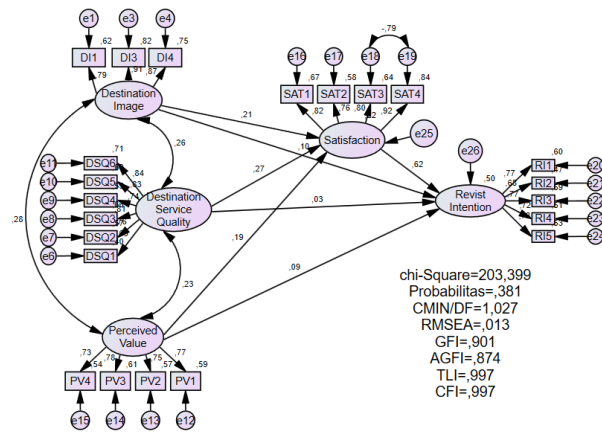 e1
e3
e4
,62
,82
,75
DI1
DI3
DI4
,79
,91
,87
Destination
Image
-,79
e16
e17
e18
e19
,67
,58
,64
,84
SAT1
SAT2
SAT3
SAT4
,82
,76
,80
,92
Satisfaction
e25
,21
,10
,26
,27
,62
e26
,50
Revist
Intention
,60
RI1
RI2
RI3
RI4
RI5
,77
,77
e20
,71
e11
DSQ6
e10
DSQ5
e9
DSQ4
e8
DSQ3
e7
DSQ2
e6
DSQ1
,84
Destination
Service
Quality
,03
,28
,19
,09
,23
Perceived
Value
,73
,78
,75
,77
,54
,61
,57
,59
PV4
PV3
PV2
PV1
e15
e14
e13
e12
chi-Square=203,399
Probabilitas=,381
CMIN/DF=1,027
RMSEA=,013
GFI=,901
AGFI=,874
TLI=,997
CFI=,997